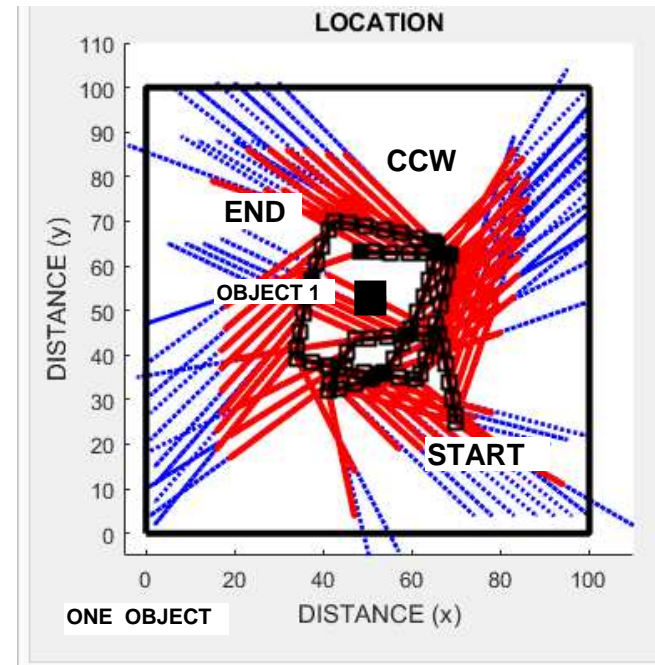 LOCATION
110
100
90
80
70
60
50
40
30
20
10
0
DISTANCE (y)
CCW
END
OBJECT 1
START
0 20 40 60 80 100
ONE OBJECT
DISTANCE (x)